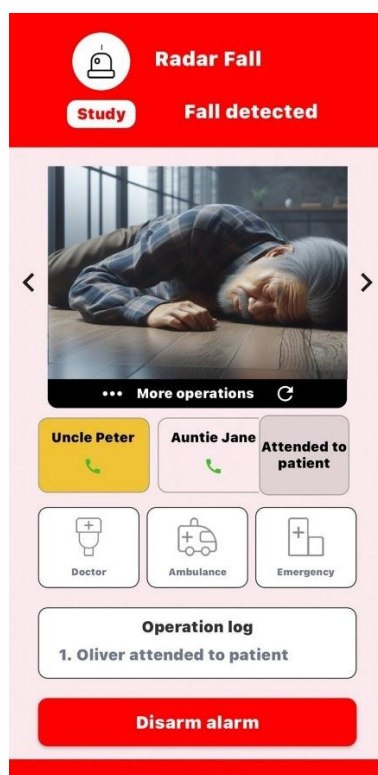 Radar Fall
Study
Fall detected
••• More operations
Uncle Peter
Auntie Jane
Attended to
patient
Doctor
Ambulance
Emergency
Operation log
1. Oliver attended to patient
Disarm alarm